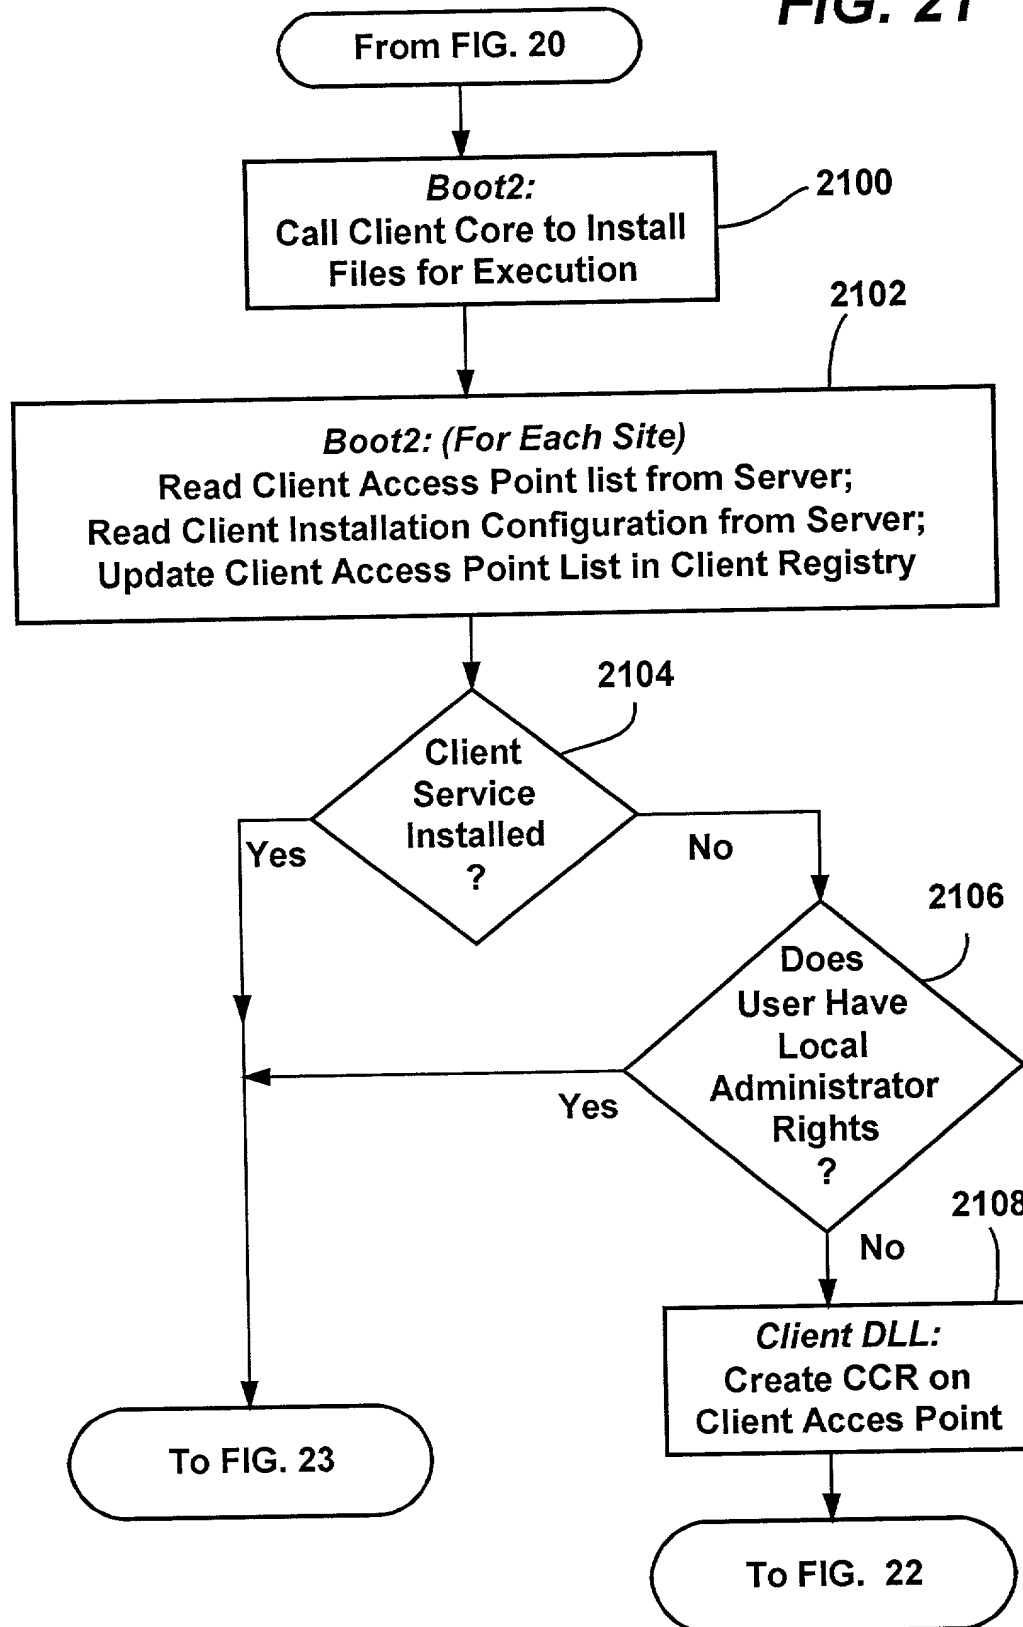 FIG. 21
From FIG. 20
Boot2:
Call Client Core to Install
Files for Execution
2100
2102
Boot2: (For Each Site)
Read Client Access Point list from Server;
Read Client Installation Configuration from Server;
Update Client Access Point List in Client Registry
2104
Client
Service
Installed
?
Yes
No
2106
Does
User Have
Local
Administrator
Rights
?
Yes
No
2108
Client DLL:
Create CCR on
Client Acces Point
To FIG. 23
To FIG. 22